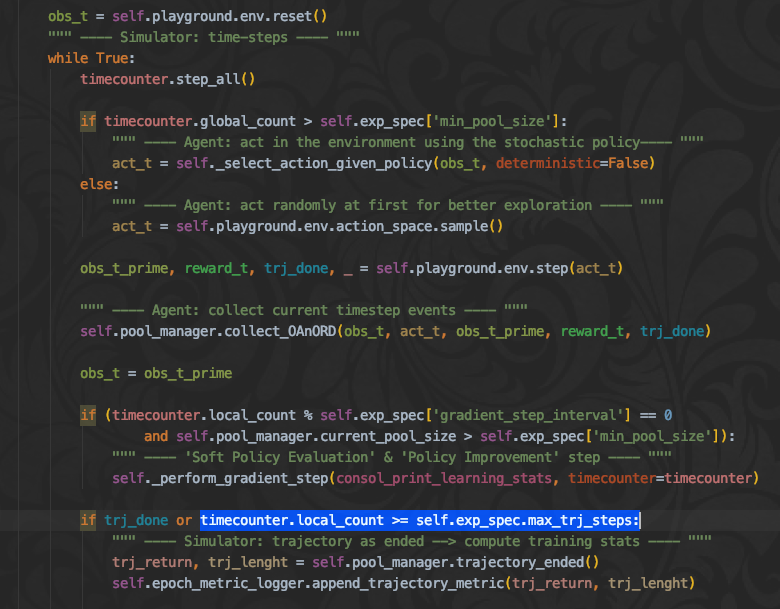 obs_t = self.playground.env.reset()
""" ---- Simulator: time-steps ---- """
while True:
timecounter.step_all()
if timecounter.global_count > self.exp_spec['min_pool_size']:
""" ---- Agent: act in the environment using the stochastic policy---- """
act_t = self._select_action_given_policy(obs_t, deterministic=False)
else:
""" ---- Agent: act randomly at first for better exploration ---- """
act_t = self.playground.env.action_space.sample()
obs_t_prime, reward_t, trj_done, _ = self.playground.env.step(act_t)
""" ---- Agent: collect current timestep events ---- """
self.pool_manager.collect_OAnORD(obs_t, act_t, obs_t_prime, reward_t, trj_done)
obs_t = obs_t_prime
if (timecounter.local_count % self.exp_spec['gradient_step_interval'] == 0
and self.pool_manager.current_pool_size > self.exp_spec['min_pool_size']):
""" ---- 'Soft Policy Evaluation' & 'Policy Improvement' step ---- """
self._perform_gradient_step(consol_print_learning_stats, timecounter=timecounter)
if trj_done or timecounter.local_count >= self.exp_spec.max_trj_steps:
""" ---- Simulator: trajectory as ended --> compute training stats ---- """
trj_return, trj_lenght = self.pool_manager.trajectory_ended()
self.epoch_metric_logger.append_trajectory_metric(trj_return, trj_lenght)